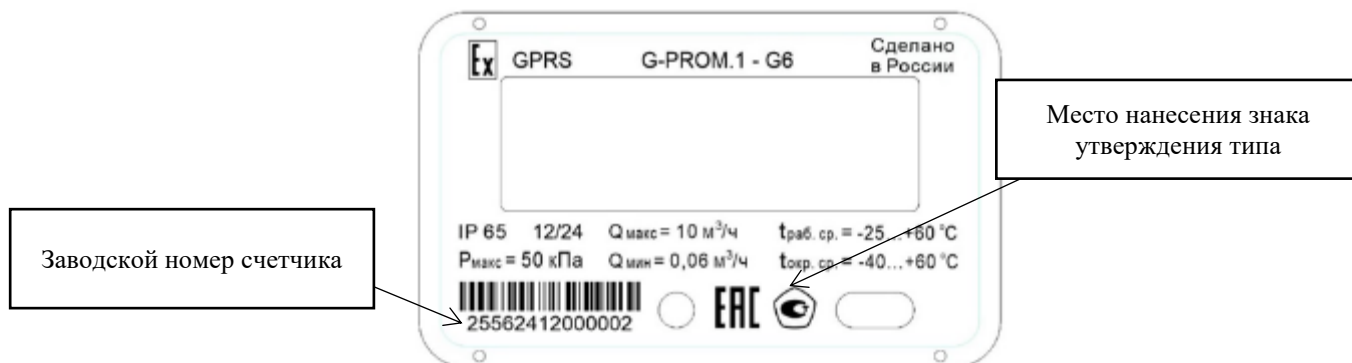 Ex GPRS G-PROM.1 - G6 Сделано
в России
Место нанесения знака
утверждения типа
Заводской номер счетчика
IP 65 12/24 Qмакс = 10 м³/ч tраб. ср. = -25...+60 °C
Pмакс = 50 кПа Qмин = 0,06 м³/ч tокр. ср. = -40...+60 °C
EAC
25562412000002